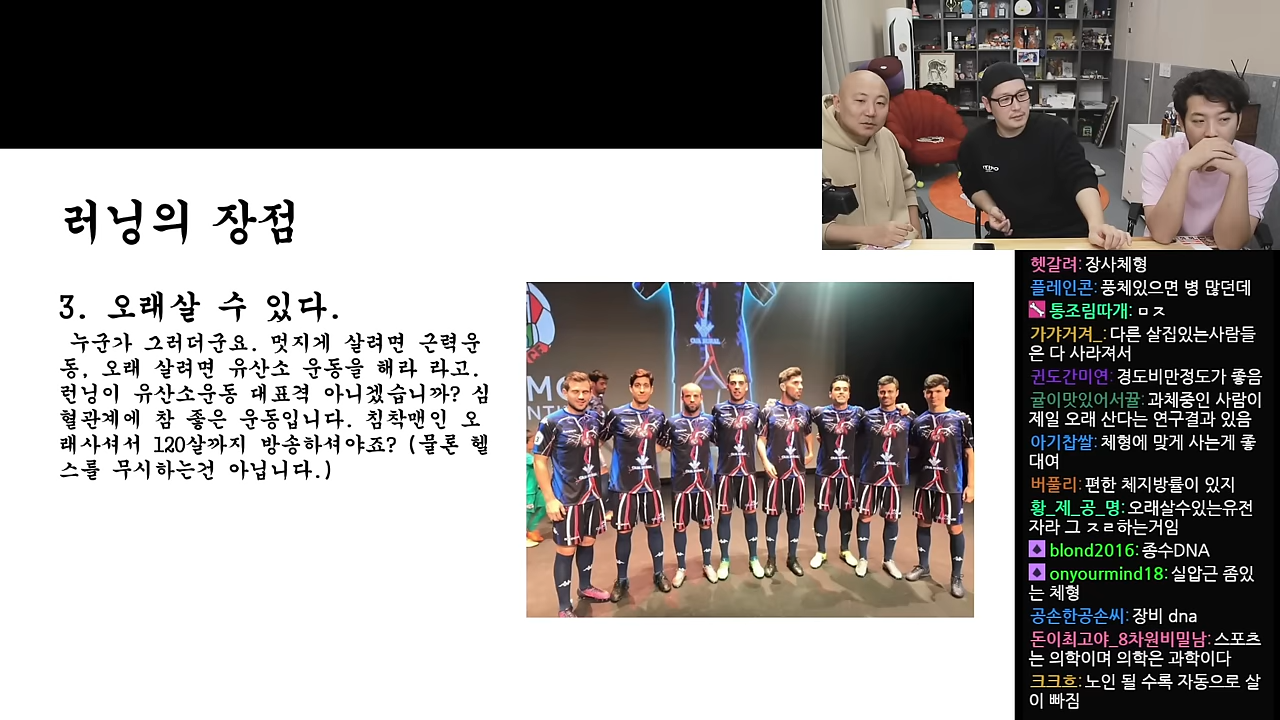 러닝의 장점
3. 오래살 수 있다.
누군가 그러더군요. 멋지게 살려면 근력운
동, 오래 살려면 유산소 운동을 해라 라고.
런닝이 유산소운동 대표격 아니겠습니까? 심
혈관계에 참 좋은 운동입니다. 침착맨인 오
래사셔서 120살까지 방송하셔야죠? (물론 헬
스를 무시하는건 아닙니다.)
헷갈려: 장사체형
플레인콘: 풍체있으면 병 많던데
통조림따개: ㅁㅈ
가갸거겨_: 다른 살집있는사람들
은 다 사라져서
귄도간미연: 경도비만정도가 좋음
귤이맛있어서꿀: 과체중인 사람이
제일 오래 산다는 연구결과 있음
아기찹쌀: 체형에 맞게 사는게 좋
대여
버풀리: 편한 체지방률이 있지
황_제_공_명: 오래살수있는유전
자라 그 ㅈㄹ하는거임
blond2016: 종수DNA
onyourmind18: 실압근 좀있
는 체형
공손한공손씨: 장비 dna
돈이최고야_8차원비밀남: 스포츠
는 의학이며 의학은 과학이다
크크흐: 노인 될 수록 자동으로 살
이 빠짐